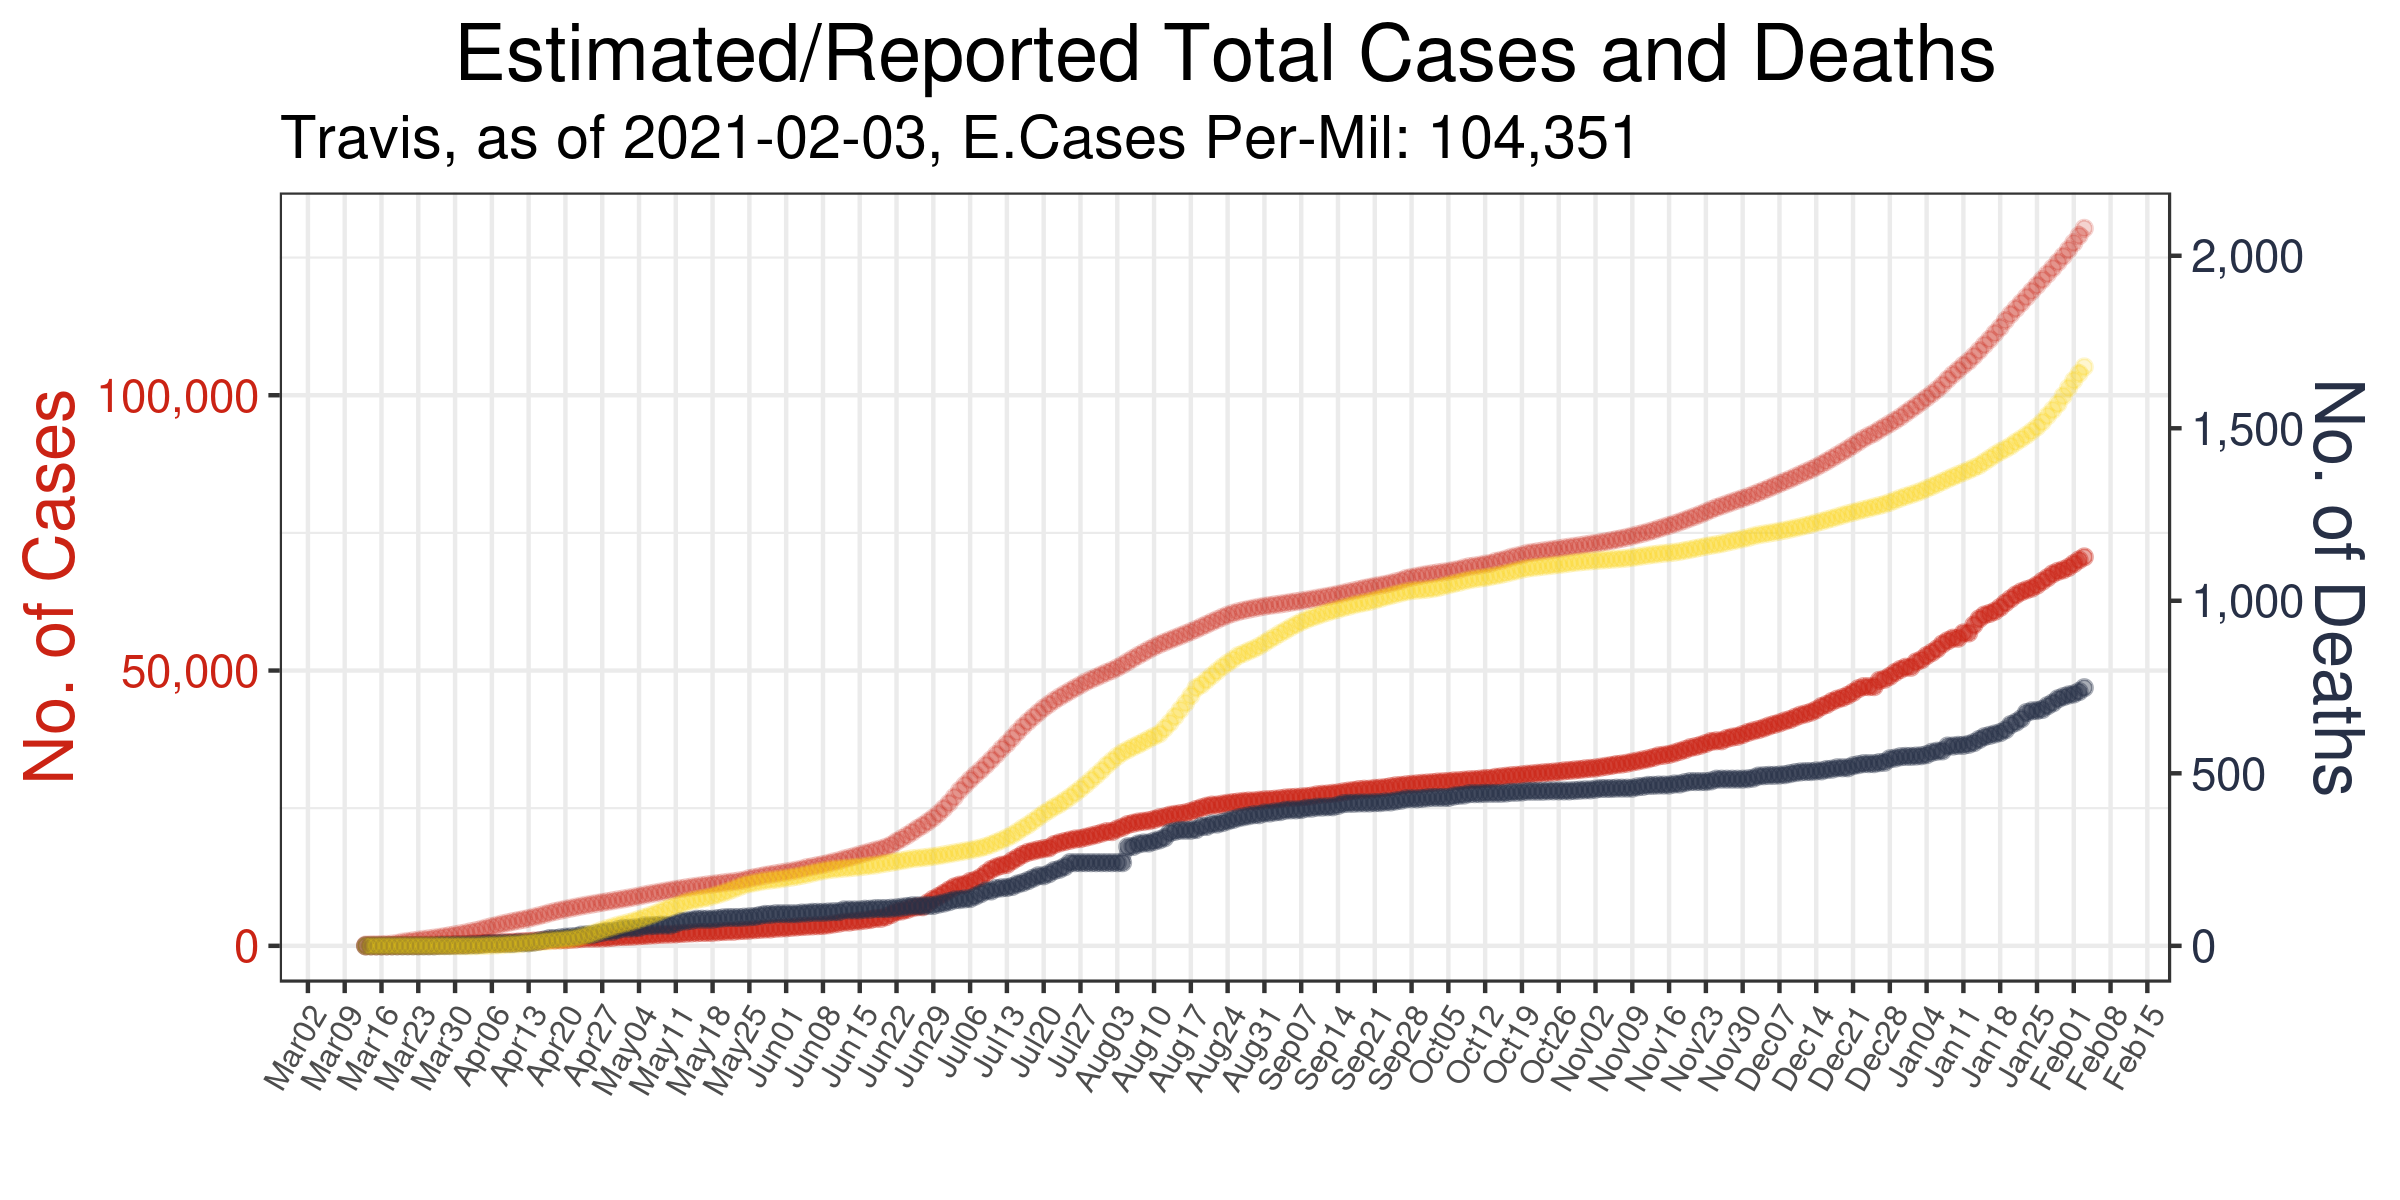 Estimated/Reported Total Cases and Deaths
Travis, as of 2021-02-03, E.Cases Per-Mil: 104,351
No. of Cases
100,000
50,000
0
2,000
1,500
1,000
500
0
No. of Deaths
Mar02
Mar09
Mar16
Mar23
Mar30
Apr06
Apr13
Apr20
Apr27
May04
May11
May18
May25
Jun01
Jun08
Jun15
Jun22
Jun29
Jul06
Jul13
Jul20
Jul27
Aug03
Aug10
Aug17
Aug24
Aug31
Sep07
Sep14
Sep21
Sep28
Oct05
Oct12
Oct19
Oct26
Nov02
Nov09
Nov16
Nov23
Nov30
Dec07
Dec14
Dec21
Dec28
Jan04
Jan11
Jan18
Jan25
Feb01
Feb08
Feb15